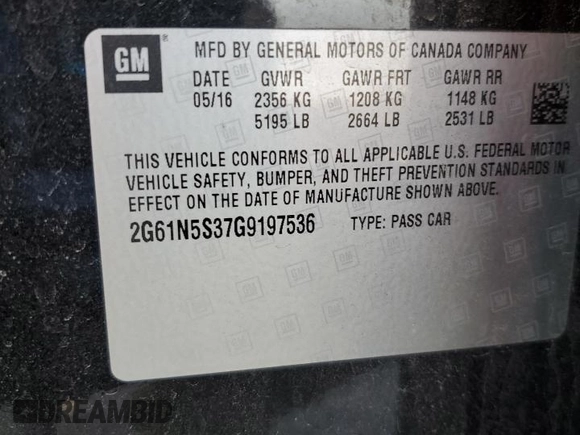 GM ® MFD BY GENERAL MOTORS OF CANADA COMPANY
DATE GVWR GAWR FRT GAWR RR
05/16 2356 KG 1208 KG 1148 KG
5195 LB 2664 LB 2531 LB
THIS VEHICLE CONFORMS TO ALL APPLICABLE U.S. FEDERAL MOTOR
VEHICLE SAFETY, BUMPER, AND THEFT PREVENTION STANDARDS IN
EFFECT ON THE DATE OF MANUFACTURE SHOWN ABOVE.
2G61N5S37G9197536 TYPE: PASS CAR
DREAMBID